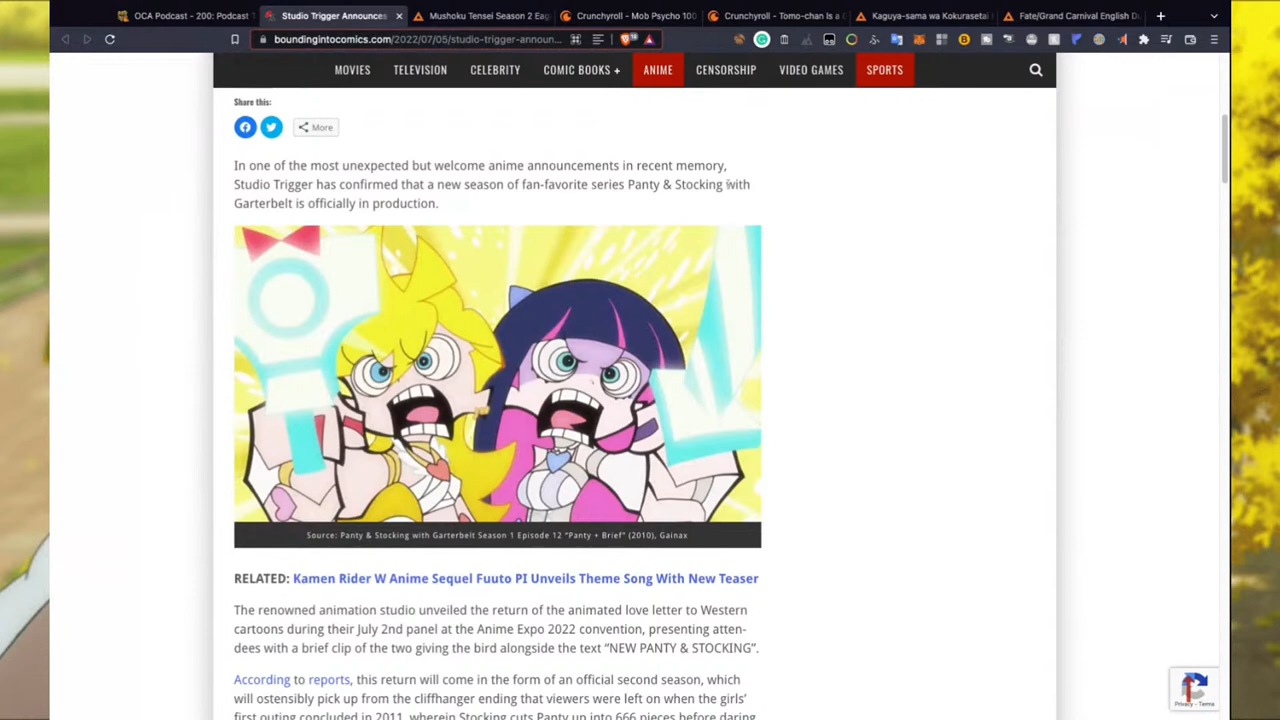 OCA Podcast - 200: Podcast 1
Studio Trigger Announces
Mushoku Tensei Season 2 Eag
Crunchyroll - Mob Psycho 100
Crunchyroll - Tomo-chan Is a G
Kaguya-sama wa Kokurasetai
Fate/Grand Carnival English Du
boundingintocomics.com/2022/07/05/studio-trigger-announ...
MOVIES TELEVISION CELEBRITY COMIC BOOKS + ANIME CENSORSHIP VIDEO GAMES SPORTS
Share this:
More
In one of the most unexpected but welcome anime announcements in recent memory,
Studio Trigger has confirmed that a new season of fan-favorite series Panty & Stocking with
Garterbelt is officially in production.
Source: Panty & Stocking with Garterbelt Season 1 Episode 12 "Panty + Brief" (2010), Gainax
RELATED: Kamen Rider W Anime Sequel Fuuto PI Unveils Theme Song With New Teaser
The renowned animation studio unveiled the return of the animated love letter to Western
cartoons during their July 2nd panel at the Anime Expo 2022 convention, presenting atten-
dees with a brief clip of the two giving the bird alongside the text “NEW PANTY & STOCKING”.
According to reports, this return will come in the form of an official second season, which
will ostensibly pick up from the cliffhanger ending that viewers were left on when the girls’
first outing concluded in 2011, wherein Stocking cuts Panty up into 666 pieces before daring
Privacy - Terms